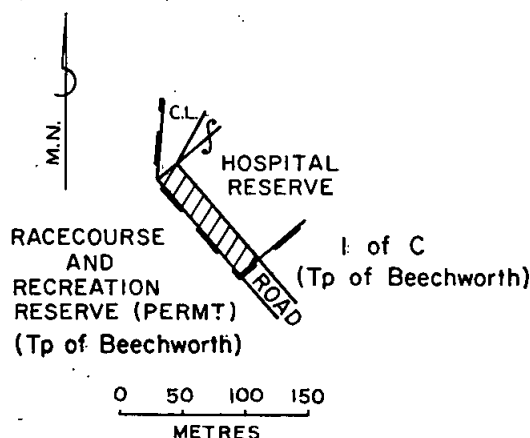 M.N.
C.L.
HOSPITAL
RESERVE
RACECOURSE
AND
RECREATION
RESERVE (PERMT)
(Tp of Beechworth)
1 of C
(Tp of Beechworth)
ROAD
0 50 100 150
METRES